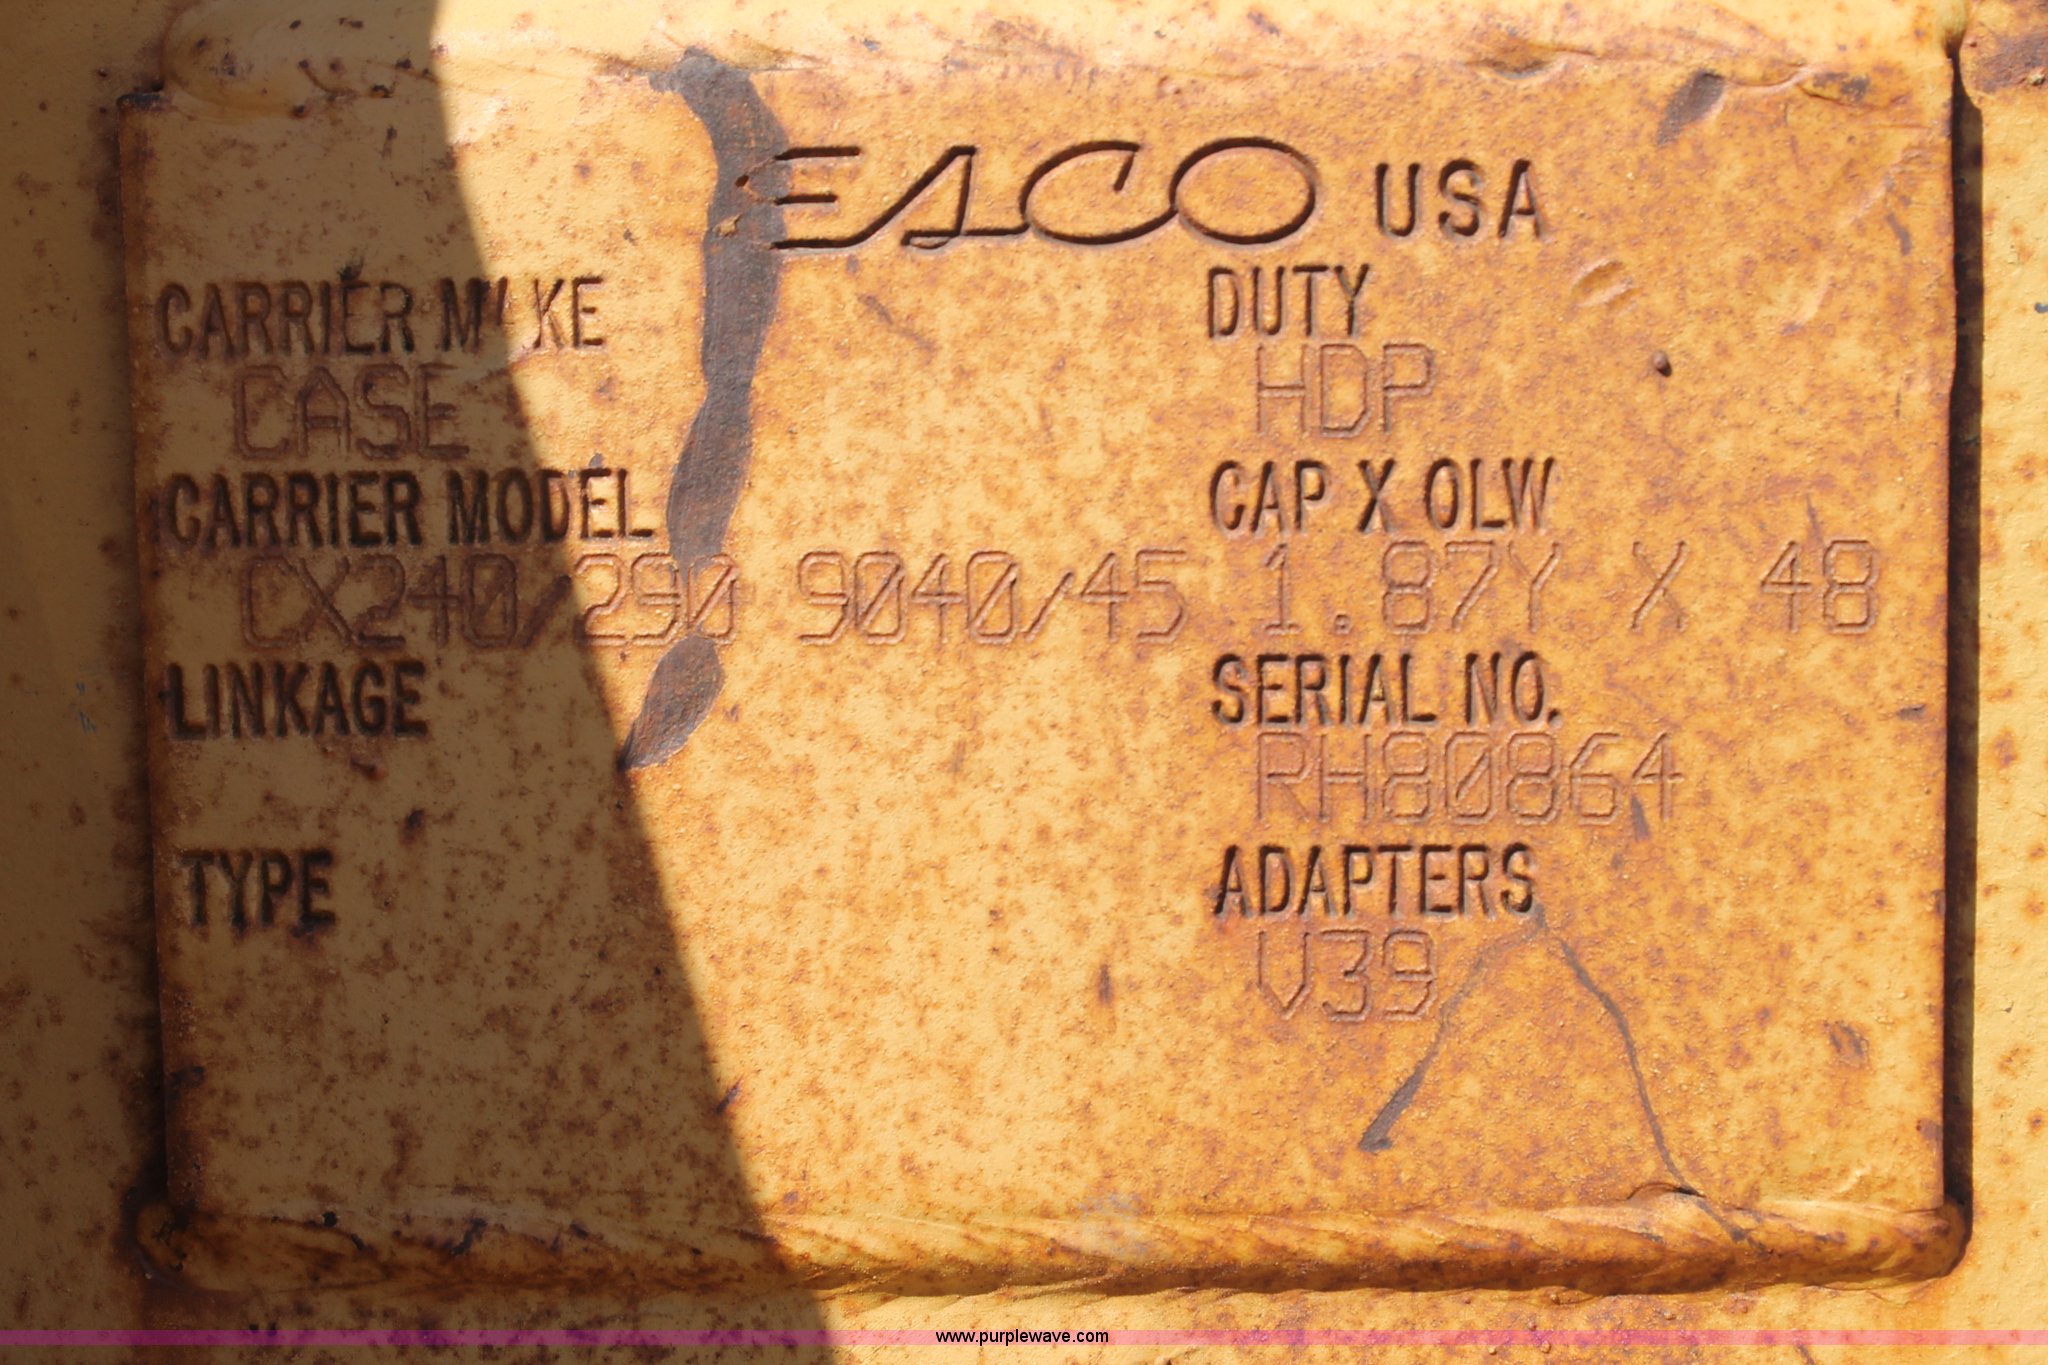 ESCO USA
CARRIER MAKE
CASE
CARRIER MODEL
CX240/290 9040/45
LINKAGE
TYPE
DUTY
HDP
CAP X OLW
1.87Y X 48
SERIAL NO.
RH80864
ADAPTERS
V39
www.purplewave.com